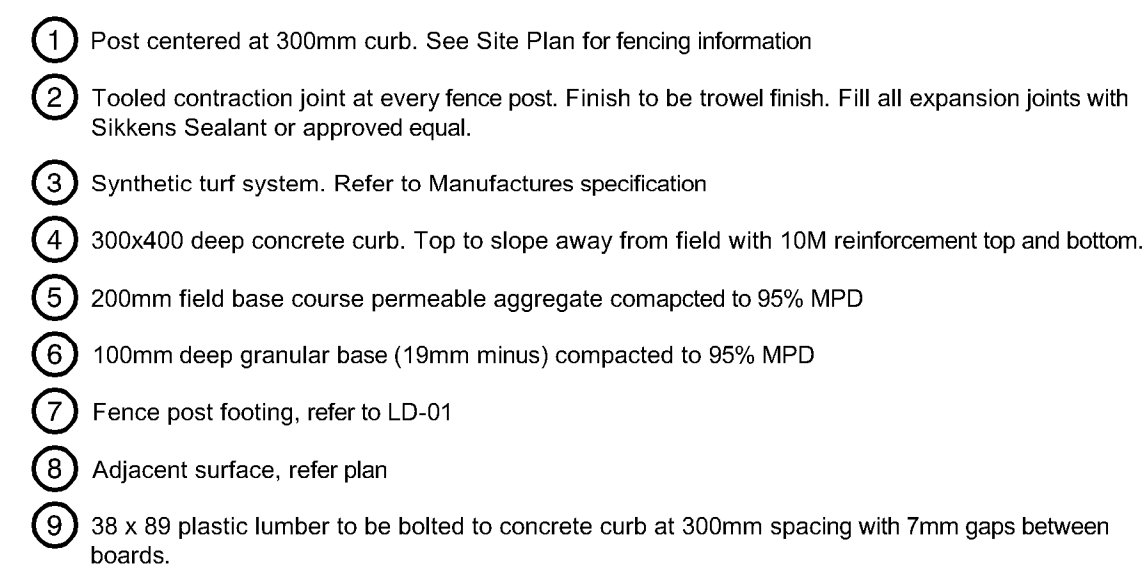 1 Post centered at 300mm curb. See Site Plan for fencing information
2 Tooled contraction joint at every fence post. Finish to be trowel finish. Fill all expansion joints with
Sikkens Sealant or approved equal.
3 Synthetic turf system. Refer to Manufactures specification
4 300x400 deep concrete curb. Top to slope away from field with 10M reinforcement top and bottom.
5 200mm field base course permeable aggregate comapcted to 95% MPD
6 100mm deep granular base (19mm minus) compacted to 95% MPD
7 Fence post footing, refer to LD-01
8 Adjacent surface, refer plan
9 38 x 89 plastic lumber to be bolted to concrete curb at 300mm spacing with 7mm gaps between
boards.